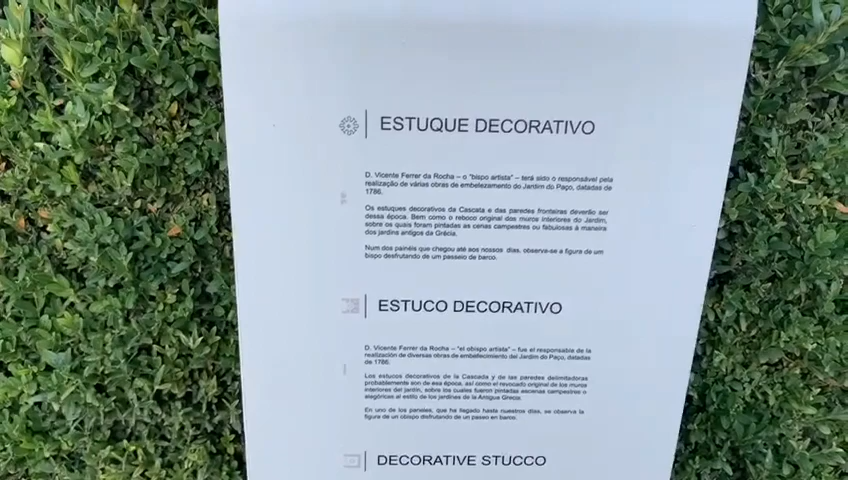 ESTUQUE DECORATIVO
D. Vicente Ferrer da Rocha – o "bispo artista" – terá sido o responsável pela
realização de várias obras de embelezamento do Jardim do Paço, datadas de
1786.
Os estuques decorativos da Cascata e das paredes fronteiras deverão ser
dessa época. Bem como o reboco original dos muros interiores do Jardim,
sobre os quais foram pintadas as cenas campestres ou fabulosas à maneira
dos jardins antigos da Grécia.
Num dos painéis que chegou até aos nossos dias, observa-se a figura de um
bispo desfrutando de um passeio de barco.
ESTUCO DECORATIVO
D. Vicente Ferrer da Rocha – "el obispo artista" – fue el responsable de la
realización de diversas obras de embellecimiento del Jardim do Paço, datadas
de 1786.
Los estucos decorativos de la Cascada y de las paredes delimitadoras
probablemente son de esa época, así como el revocado original de los muros
interiores del jardín, sobre los cuales fueron pintadas escenas campestres o
alegóricas al estilo de los jardines de la Antigua Grecia.
En uno de los paneles, que ha llegado hasta nuestros días, se observa la
figura de un obispo disfrutando de un paseo en barco.
DECORATIVE STUCCO